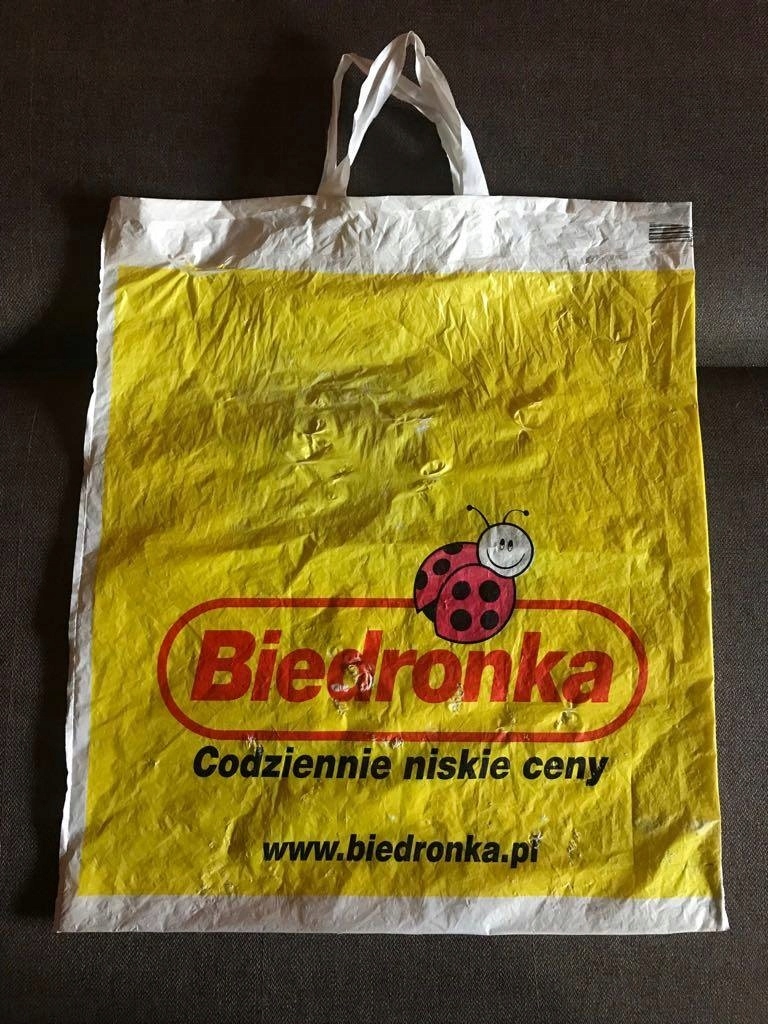 Biedronka
Codziennie niskie ceny
www.biedronka.pl